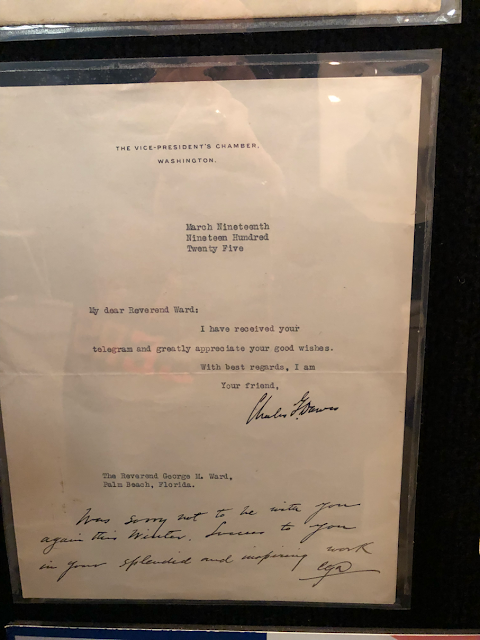 THE VICE-PRESIDENT'S CHAMBER,
WASHINGTON.
March Nineteenth
Nineteen Hundred
Twenty Five
My dear Reverend Ward:
I have received your
telegram and greatly appreciate your good wishes.
With best regards, I am
Your friend,
Charles G. Dawes
The Reverend George M. Ward,
Palm Beach, Florida.
Was sorry not to be with you
again this Winter. Success to you
in your splendid and inspiring work
CGD